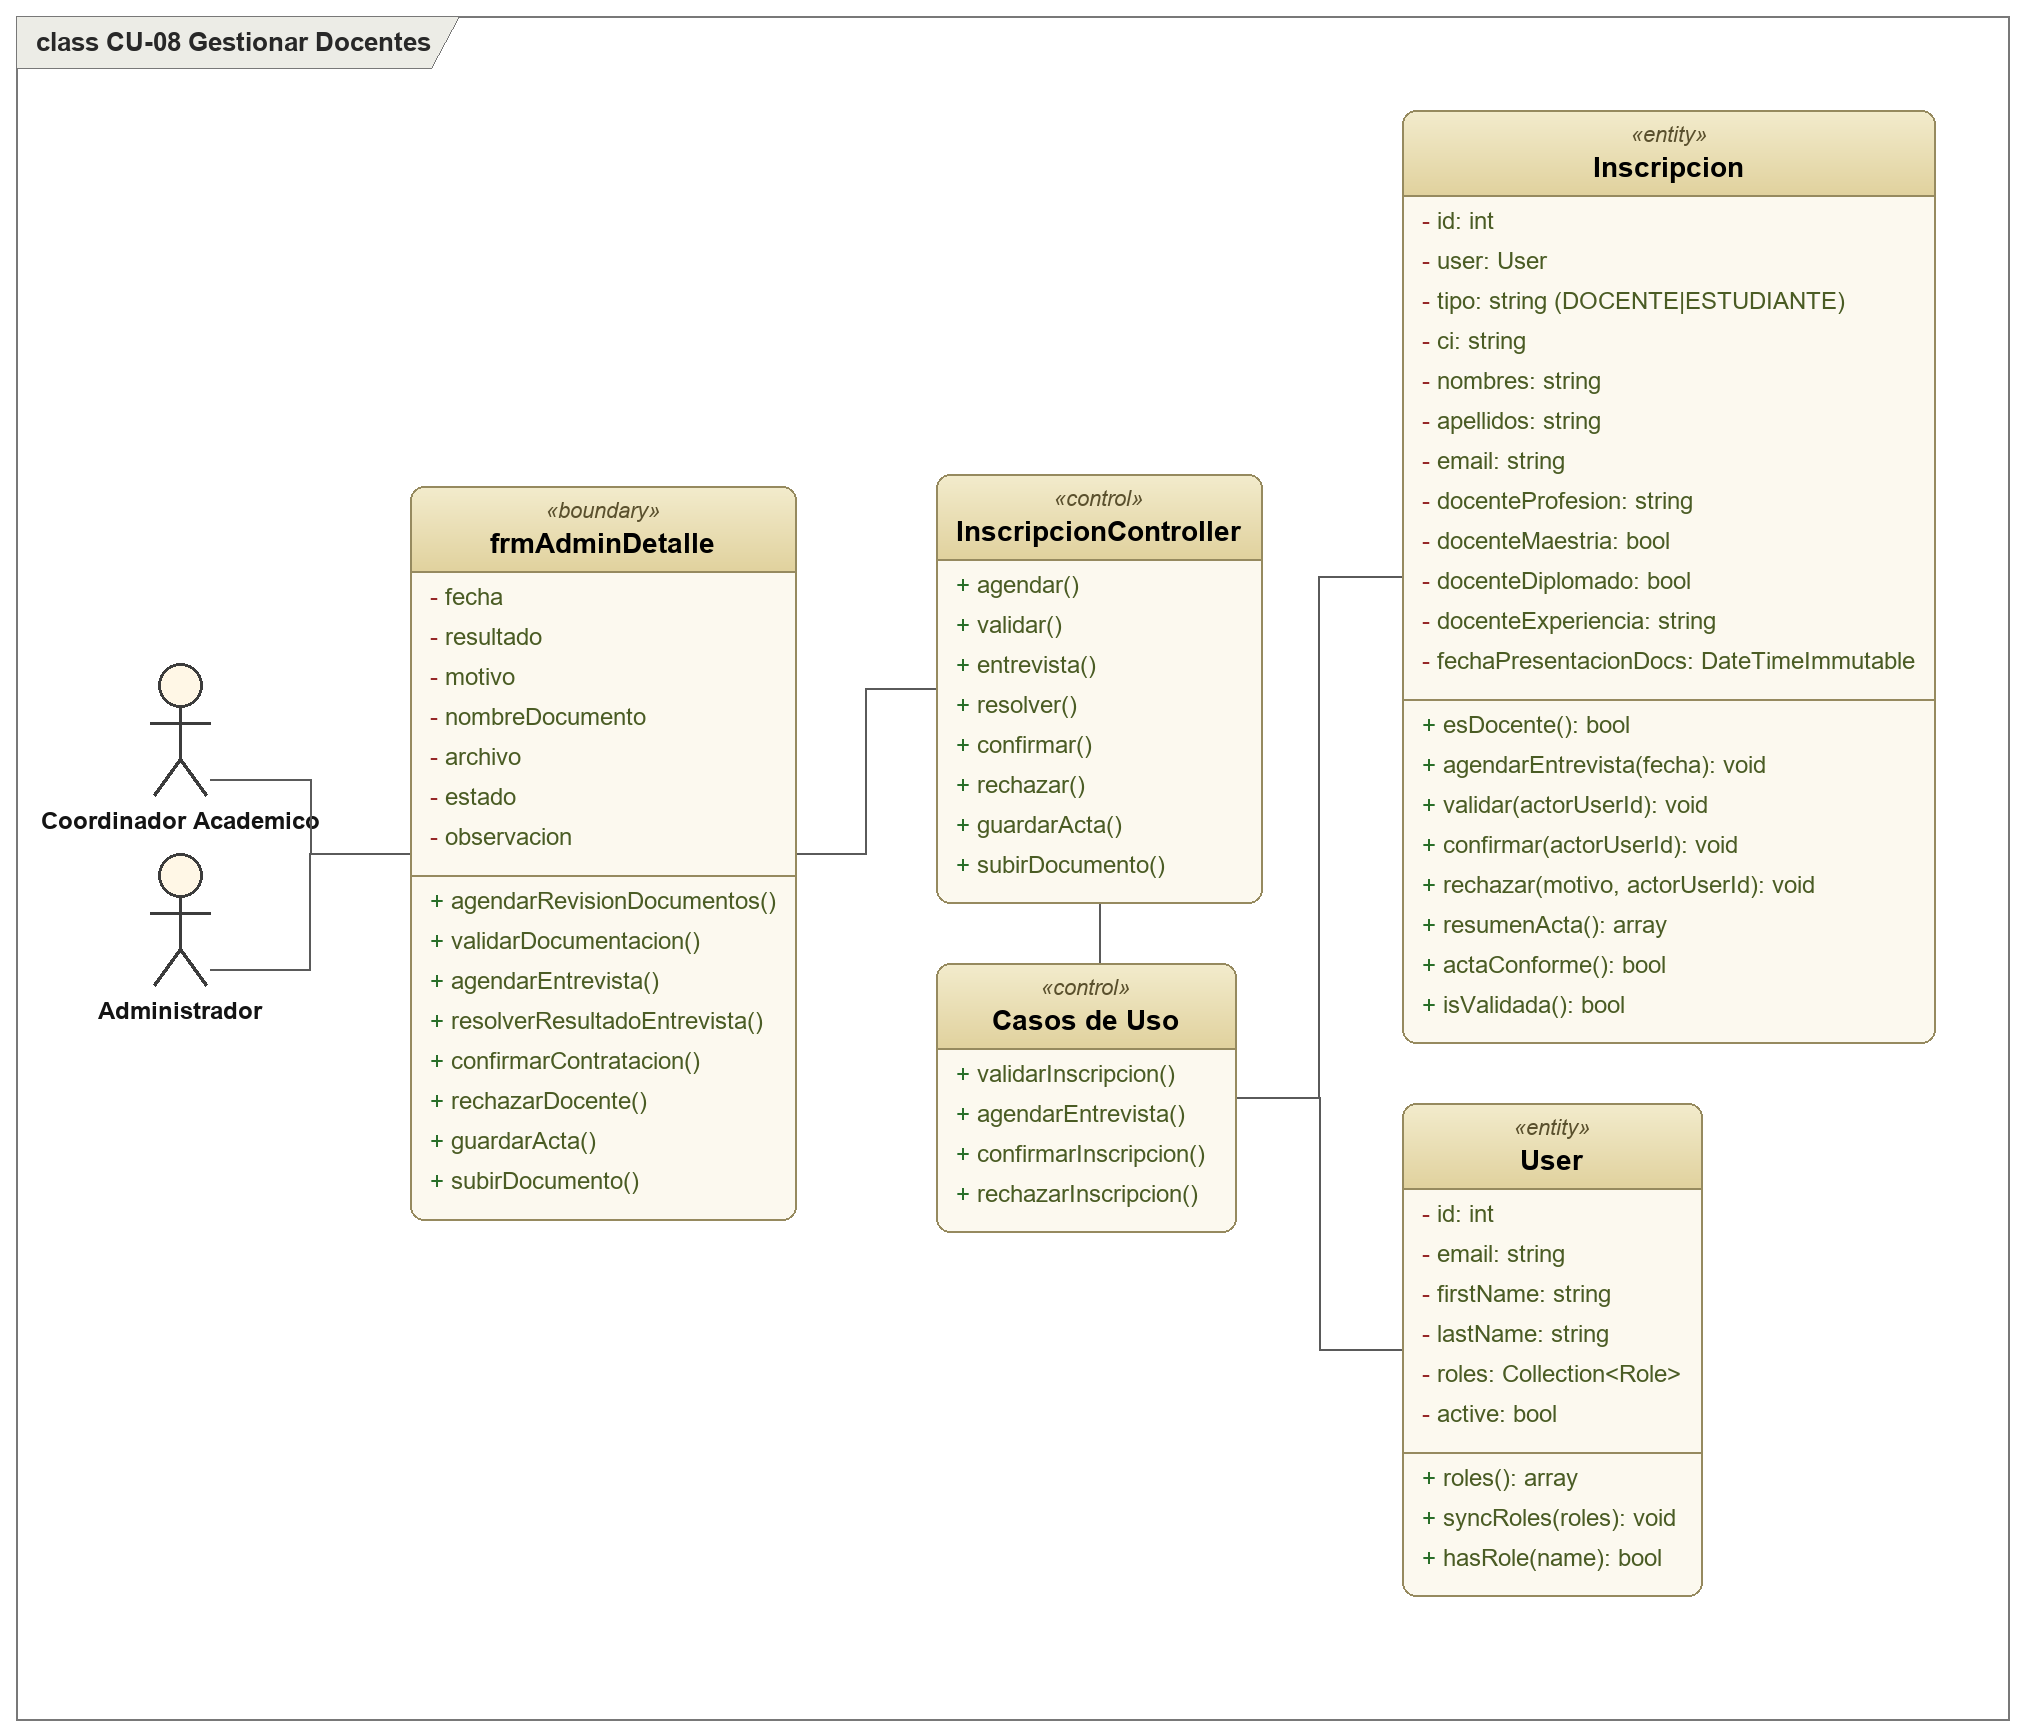 class CU-08 Gestionar Docentes
Coordinador Academico
Administrador
«boundary»
frmAdminDetalle
- fecha
- resultado
- motivo
- nombreDocumento
- archivo
- estado
- observacion
+ agendarRevisionDocumentos()
+ validarDocumentacion()
+ agendarEntrevista()
+ resolverResultadoEntrevista()
+ confirmarContratacion()
+ rechazarDocente()
+ guardarActa()
+ subirDocumento()
«control»
InscripcionController
+ agendar()
+ validar()
+ entrevista()
+ resolver()
+ confirmar()
+ rechazar()
+ guardarActa()
+ subirDocumento()
«control»
Casos de Uso
+ validarInscripcion()
+ agendarEntrevista()
+ confirmarInscripcion()
+ rechazarInscripcion()
«entity»
Inscripcion
- id: int
- user: User
- tipo: string (DOCENTE|ESTUDIANTE)
- ci: string
- nombres: string
- apellidos: string
- email: string
- docenteProfesion: string
- docenteMaestria: bool
- docenteDiplomado: bool
- docenteExperiencia: string
- fechaPresentacionDocs: DateTimeImmutable
+ esDocente(): bool
+ agendarEntrevista(fecha): void
+ validar(actorUserId): void
+ confirmar(actorUserId): void
+ rechazar(motivo, actorUserId): void
+ resumenActa(): array
+ actaConforme(): bool
+ isValidada(): bool
«entity»
User
- id: int
- email: string
- firstName: string
- lastName: string
- roles: Collection<Role>
- active: bool
+ roles(): array
+ syncRoles(roles): void
+ hasRole(name): bool